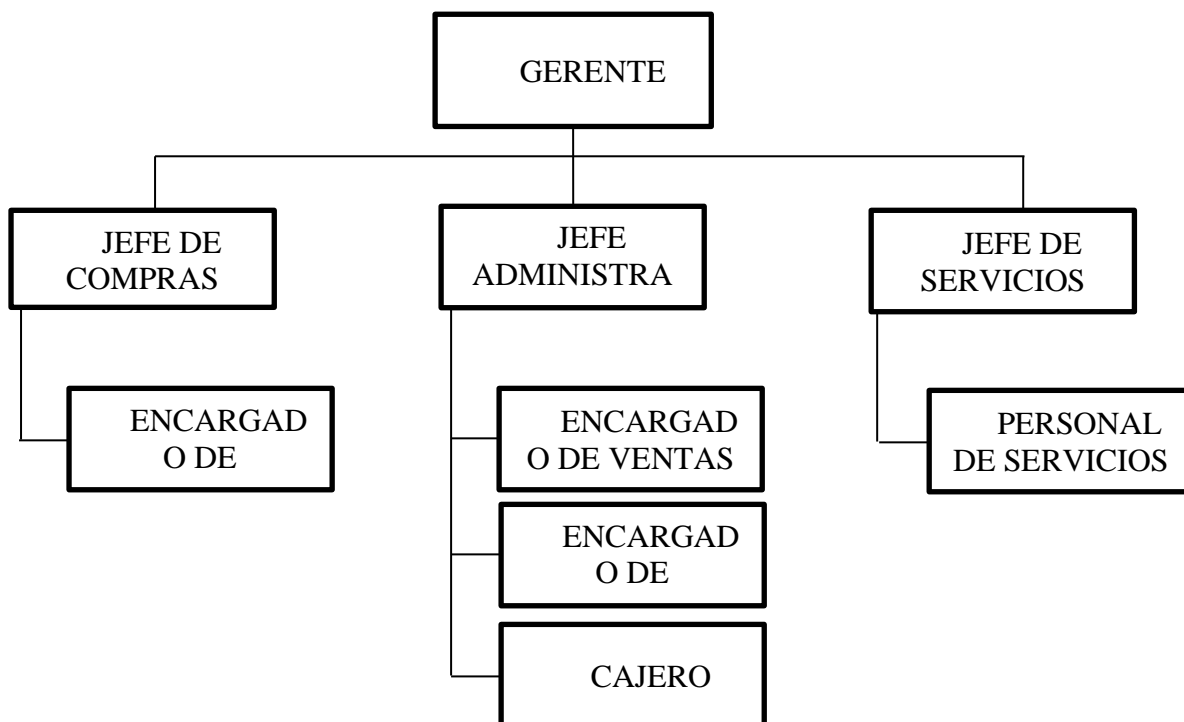 GERENTE
JEFE DE
COMPRAS
JEFE
ADMINISTRA
JEFE DE
SERVICIOS
ENCARGAD
O DE
ENCARGAD
O DE VENTAS
PERSONAL
DE SERVICIOS
ENCARGAD
O DE
CAJERO